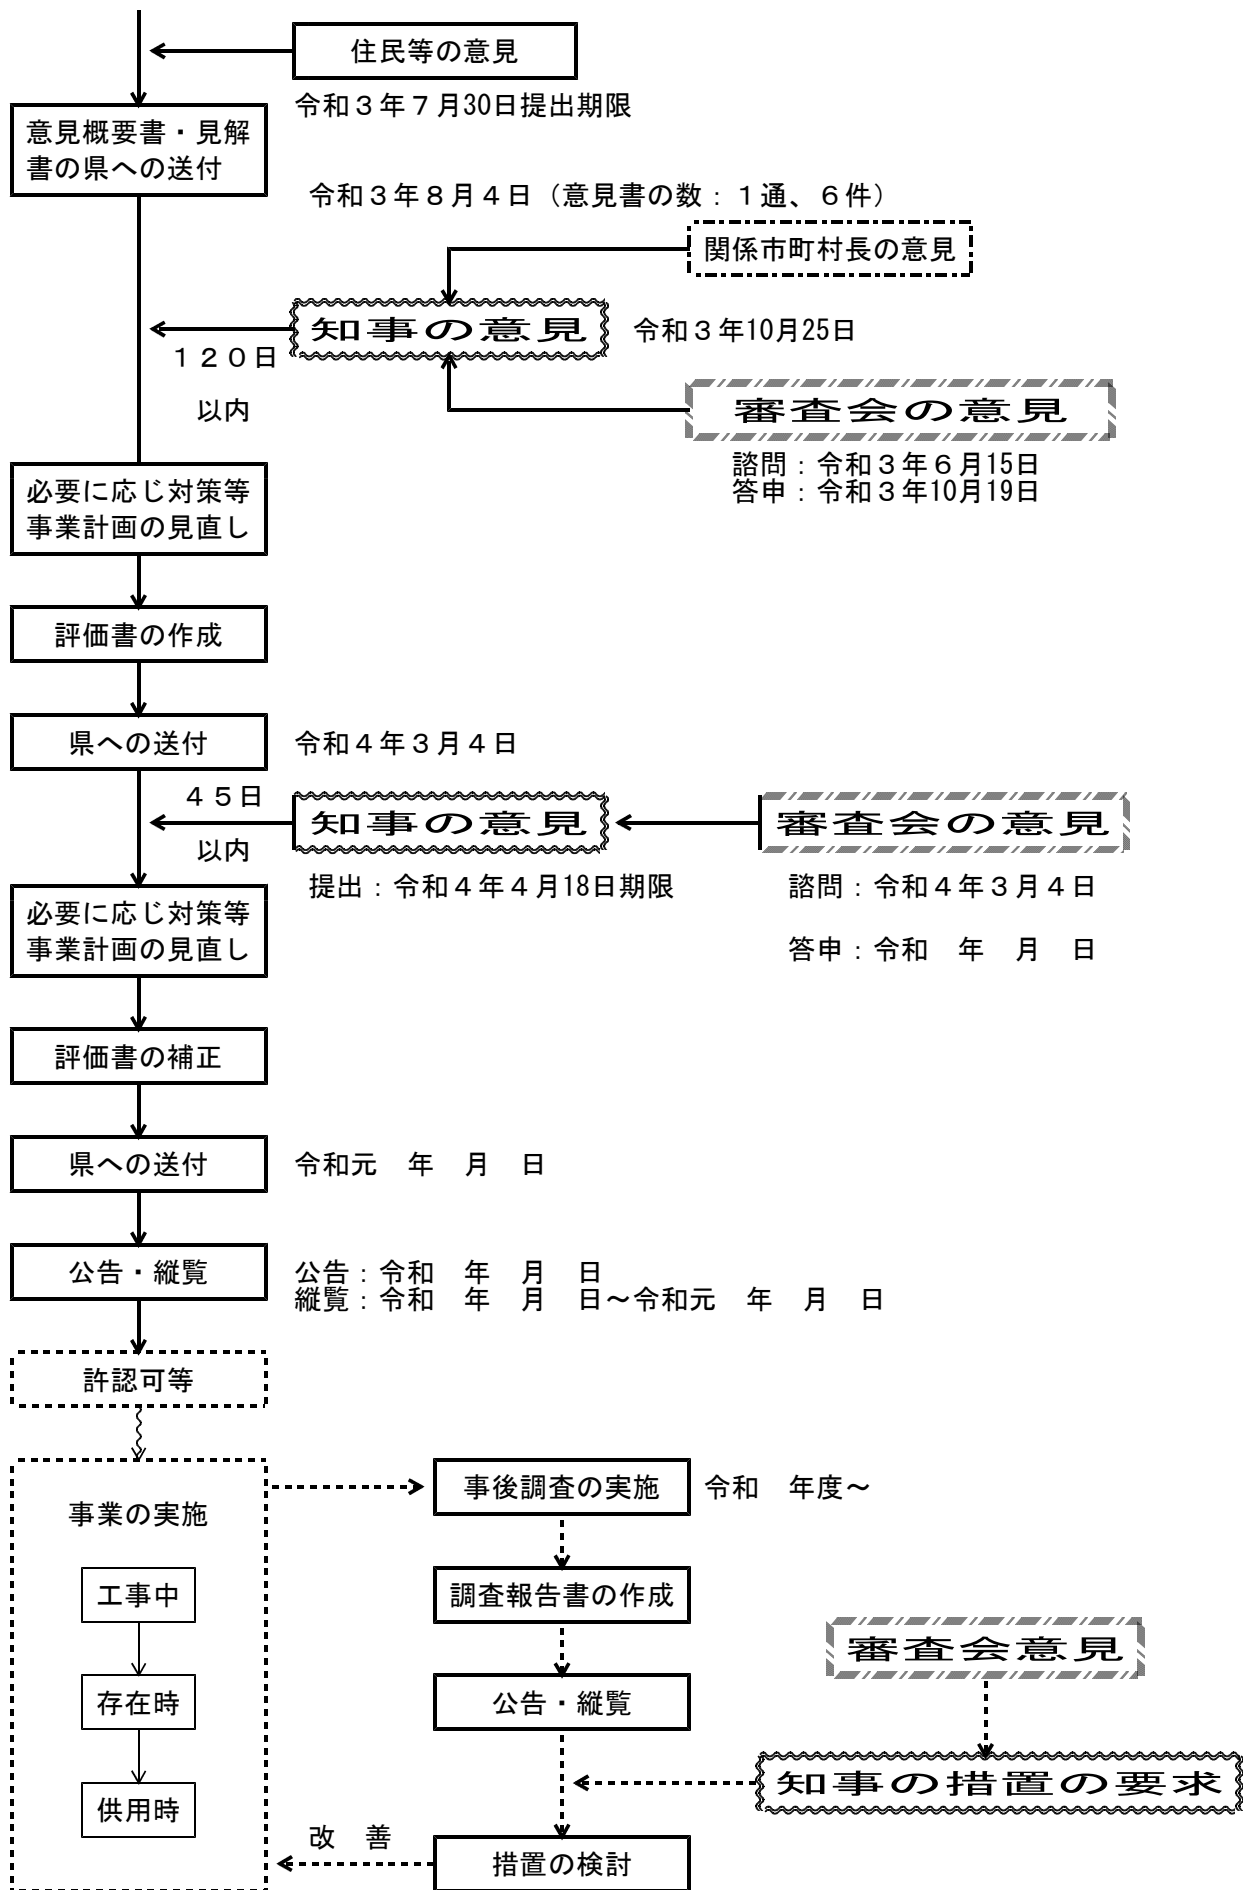 住民等の意見
令和３年７月30日提出期限
意見概要書・見解
書の県への送付
令和３年８月４日（意見書の数：１通、６件）
関係市町村長の意見
知事の意見
令和３年10月25日
１２０日
以内
審査会の意見
諮問：令和３年６月15日
答申：令和３年10月19日
必要に応じ対策等
事業計画の見直し
評価書の作成
県への送付
令和４年３月４日
４５日
以内
知事の意見
審査会の意見
提出：令和４年４月18日期限
諮問：令和４年３月４日
答申：令和　年　月　日
必要に応じ対策等
事業計画の見直し
評価書の補正
県への送付
令和元　年　月　日
公告・縦覧
公告：令和　年　月　日
縦覧：令和　年　月　日～令和元　年　月　日
許認可等
事業の実施
工事中
存在時
供用時
事後調査の実施
令和　年度～
調査報告書の作成
審査会意見
公告・縦覧
知事の措置の要求
改　善
措置の検討